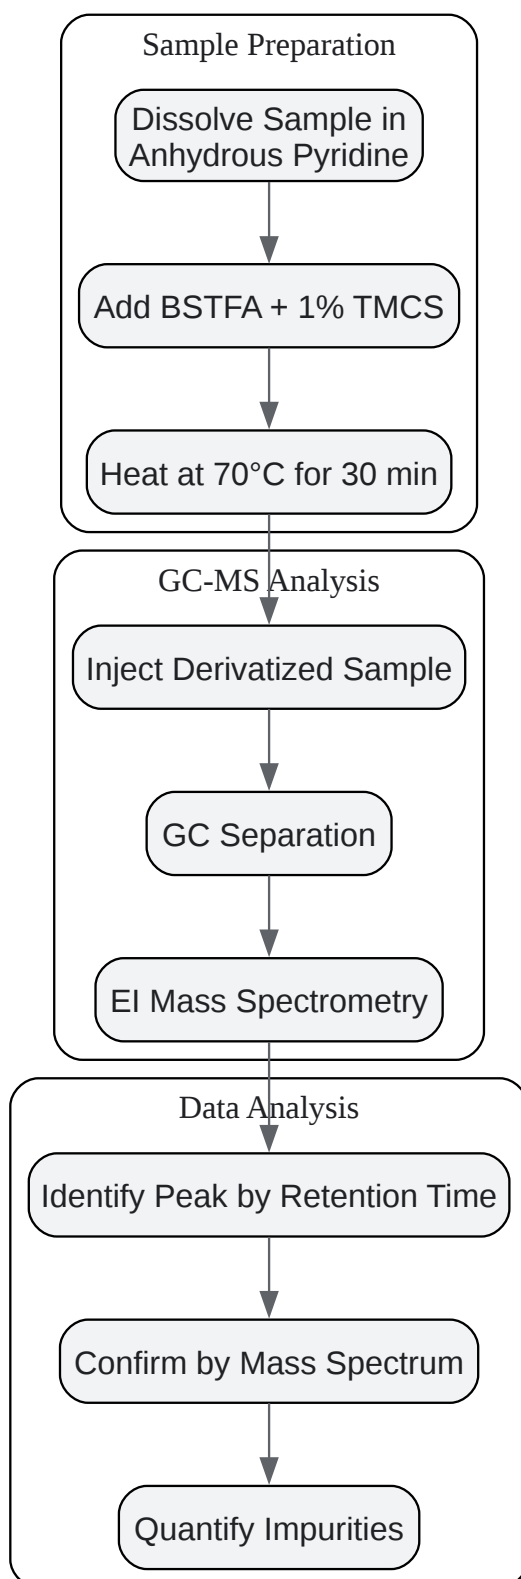 Sample Preparation
Dissolve Sample in
Anhydrous Pyridine
Add BSTFA + 1% TMCS
Heat at 70°C for 30 min
GC-MS Analysis
Inject Derivatized Sample
GC Separation
EI Mass Spectrometry
Data Analysis
Identify Peak by Retention Time
Confirm by Mass Spectrum
Quantify Impurities